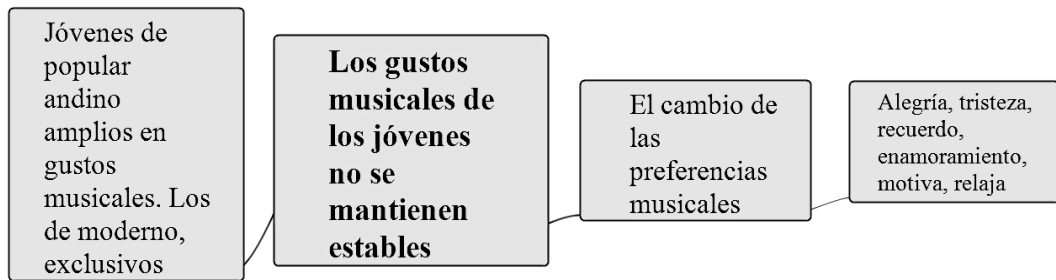 Jóvenes de
popular
andino
amplios en
gustos
musicales. Los
de moderno,
exclusivos
Los gustos
musicales de
los jóvenes
no se
mantienen
estables
El cambio de
las
preferencias
musicales
Alegría, tristeza,
recuerdo,
enamoramiento,
motiva, relaja